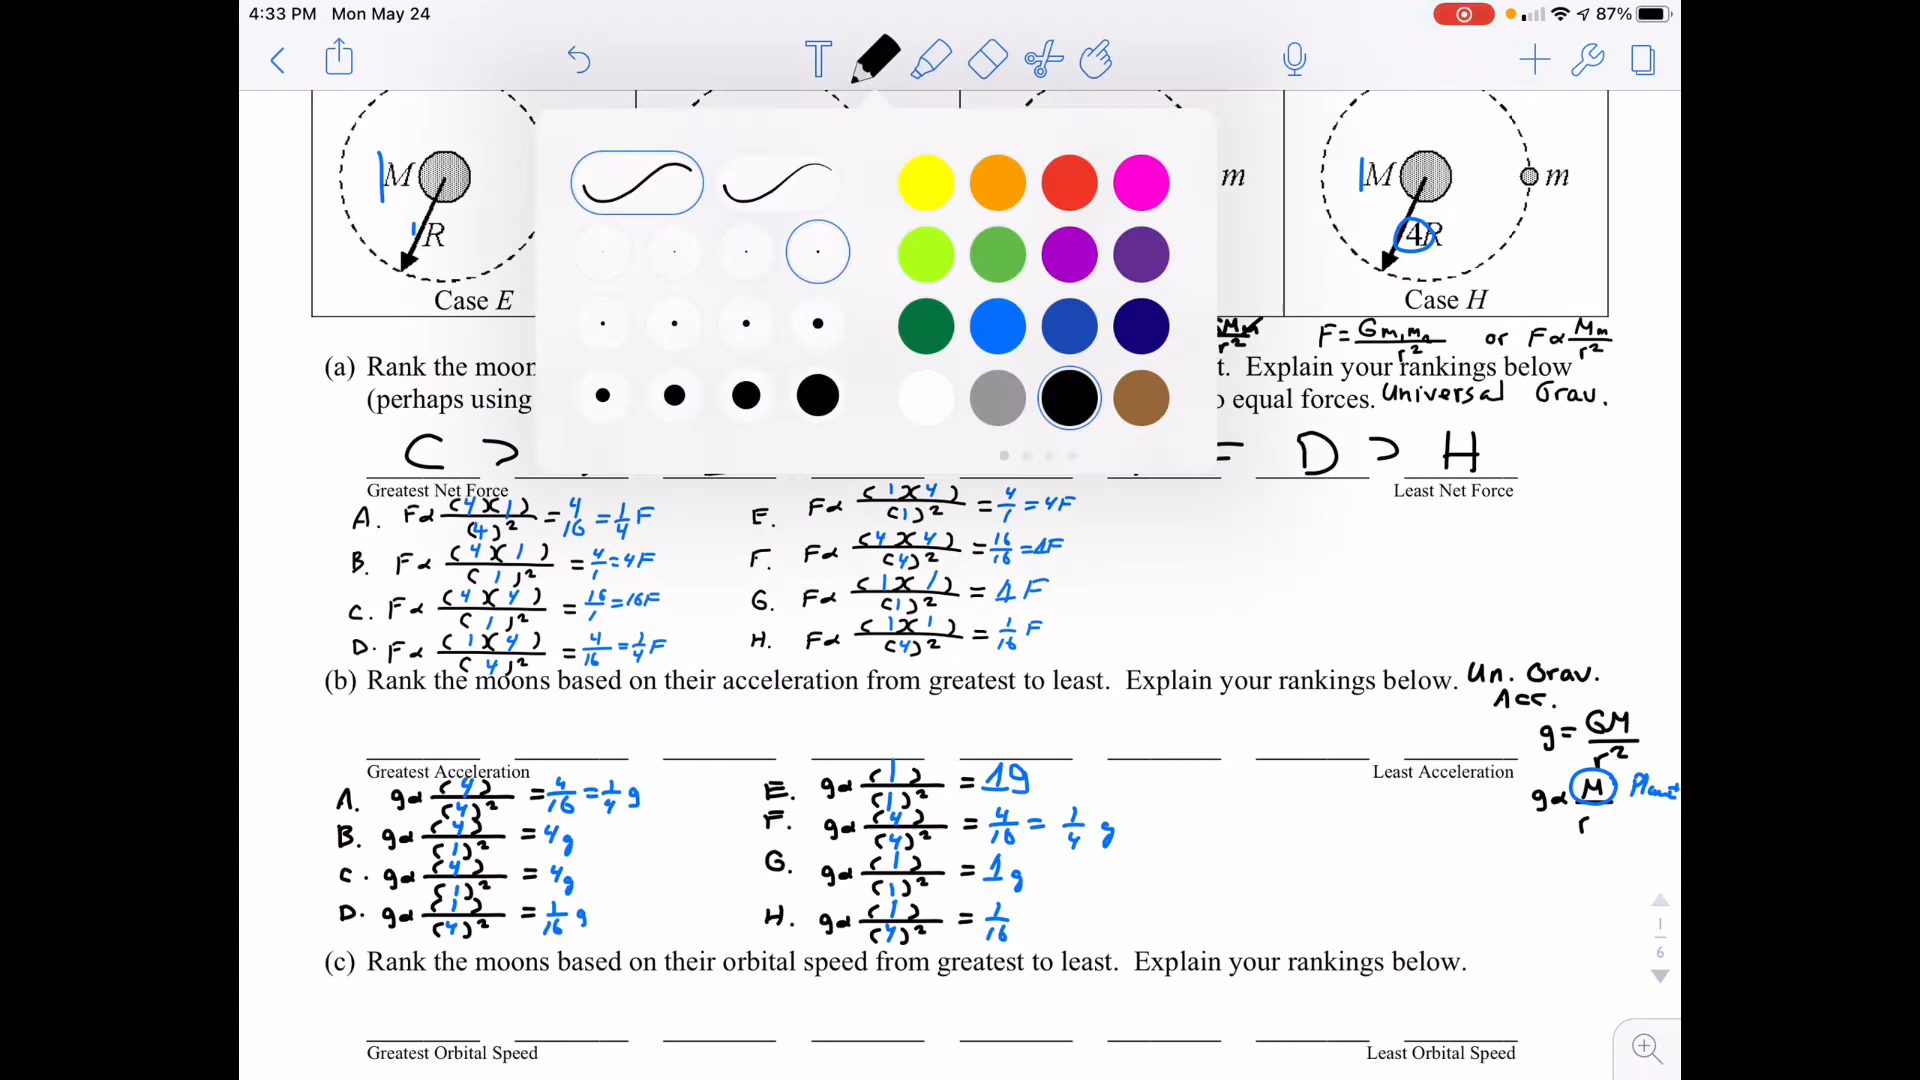 4:33 PM Mon May 24 87%
T
M R Case E
m
M m 4R Case H
F = Gm₁m₂/r² or F ∝ Mm/r²
(a) Rank the moon t. Explain your rankings below
(perhaps using o equal forces. Universal Grav.
C > = D > H
Greatest Net Force Least Net Force
A. F∝ (4)(1)/(4)² = 4/16 = 1/4 F
B. F∝ (4)(1)/(1)² = 4/1 = 4F
C. F∝ (4)(4)/(1)² = 16/1 = 16F
D. F∝ (1)(4)/(4)² = 4/16 = 1/4 F
E. F∝ (1)(4)/(1)² = 4/1 = 4F
F. F∝ (4)(4)/(4)² = 16/16 = 1F
G. F∝ (1)(1)/(1)² = 1F
H. F∝ (1)(1)/(4)² = 1/16 F
(b) Rank the moons based on their acceleration from greatest to least. Explain your rankings below. Un. Grav.
Acc.
g = GM/r²
g∝ M/r Planet
Greatest Acceleration Least Acceleration
A. g∝ (4)/(4)² = 4/16 = 1/4 g
B. g∝ (4)/(1)² = 4g
C. g∝ (4)/(1)² = 4g
D. g∝ (1)/(4)² = 1/16 g
E. g∝ (1)/(1)² = 1g
F. g∝ (4)/(4)² = 4/16 = 1/4 g
G. g∝ (1)/(1)² = 1g
H. g∝ (1)/(4)² = 1/16
1
6
(c) Rank the moons based on their orbital speed from greatest to least. Explain your rankings below.
Greatest Orbital Speed Least Orbital Speed